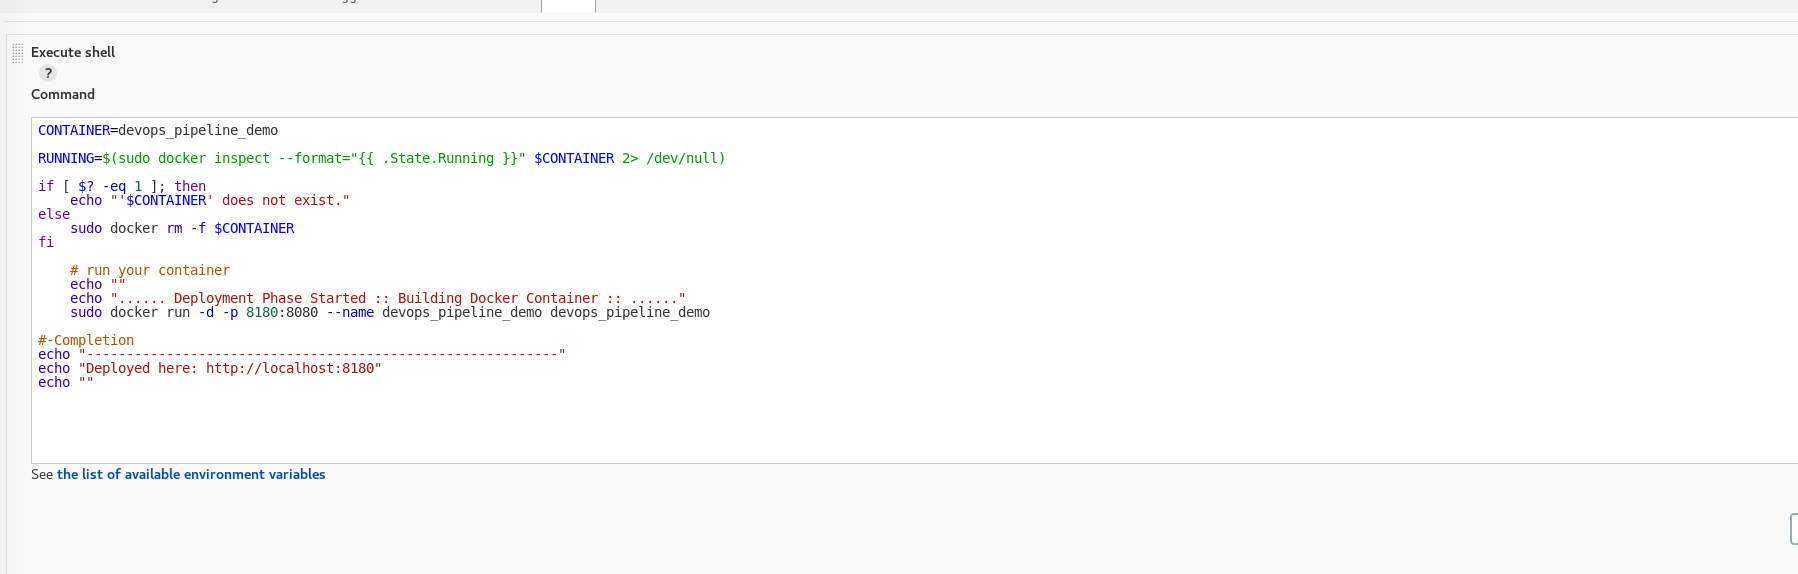 Execute shell
?
Command
CONTAINER=devops_pipeline_demo
RUNNING=$(sudo docker inspect --format="{{ .State.Running }}" $CONTAINER 2> /dev/null)
if [ $? -eq 1 ]; then
echo "'$CONTAINER' does not exist."
else
sudo docker rm -f $CONTAINER
fi
# run your container
echo ""
echo "...... Deployment Phase Started :: Building Docker Container :: ......"
sudo docker run -d -p 8180:8080 --name devops_pipeline_demo devops_pipeline_demo
#-Completion
echo "-----------------------------------------------------------"
echo "Deployed here: http://localhost:8180"
echo ""
See the list of available environment variables